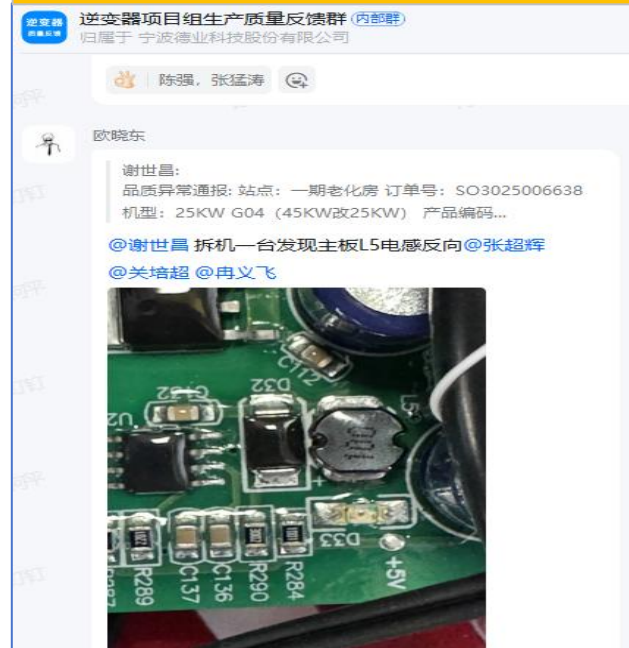 逆变器
质量反馈
逆变器项目组生产质量反馈群 内部群
归属于 宁波德业科技股份有限公司
陈强，张猛涛
欧晓东
谢世昌:
品质异常通报: 站点：一期老化房 订单号：SO3025006638
机型：25KW G04（45KW改25KW） 产品编码...
@谢世昌 拆机一台发现主板L5电感反向@张超辉
@关培超 @冉义飞
C112
C132
D32
L5
U2
+
D33
+5V
R289
C137
C136
R290
R284
钉钉
钉钉
钉钉